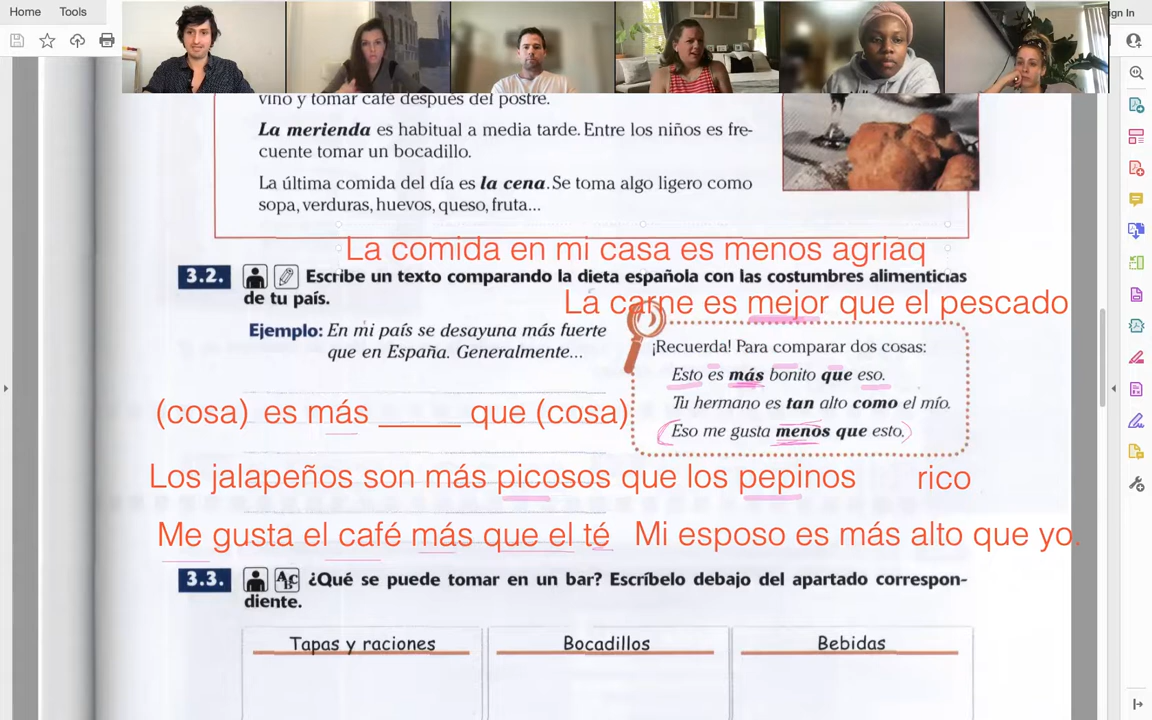 Home Tools
gn In
vino y tomar café después del postre.
La merienda es habitual a media tarde. Entre los niños es fre-
cuente tomar un bocadillo.
La última comida del día es la cena. Se toma algo ligero como
sopa, verduras, huevos, queso, fruta...
La comida en mi casa es menos agriaq
3.2. Escribe un texto comparando la dieta española con las costumbres alimenticias
de tu país.
La carne es mejor que el pescado
Ejemplo: En mi país se desayuna más fuerte
que en España. Generalmente...
¡Recuerda! Para comparar dos cosas:
Esto es más bonito que eso.
Tu hermano es tan alto como el mío.
Eso me gusta menos que esto.
(cosa) es más _____ que (cosa)
Los jalapeños son más picosos que los pepinos
rico
Me gusta el café más que el té
Mi esposo es más alto que yo.
3.3. ABC ¿Qué se puede tomar en un bar? Escríbelo debajo del apartado correspon-
diente.
Tapas y raciones
Bocadillos
Bebidas